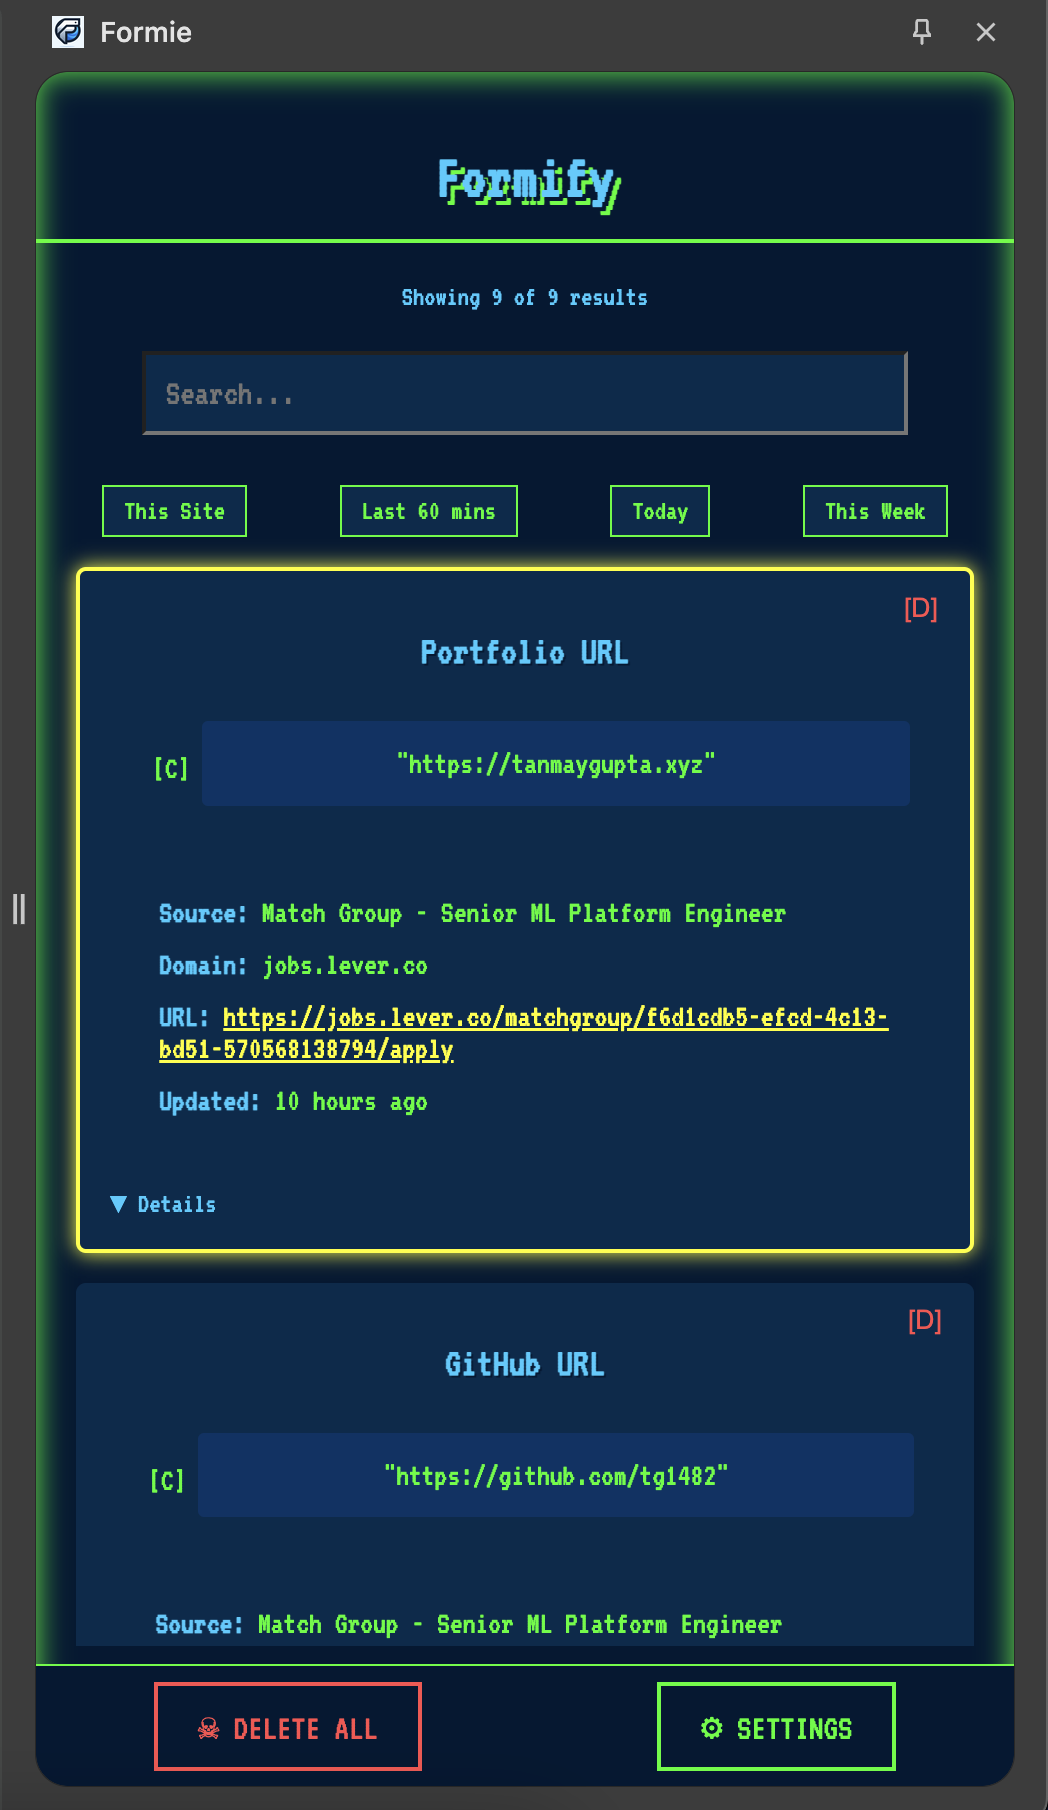 Formie
Formify
Showing 9 of 9 results
Search...
This Site
Last 60 mins
Today
This Week
[D]
Portfolio URL
[C]
"https://tanmaygupta.xyz"
Source: Match Group - Senior ML Platform Engineer
Domain: jobs.lever.co
URL: https://jobs.lever.co/matchgroup/f6d1cdb5-efcd-4c13-
bd51-570568138794/apply
Updated: 10 hours ago
▼ Details
[D]
GitHub URL
[C]
"https://github.com/tg1482"
Source: Match Group - Senior ML Platform Engineer
☠ DELETE ALL
⚙ SETTINGS